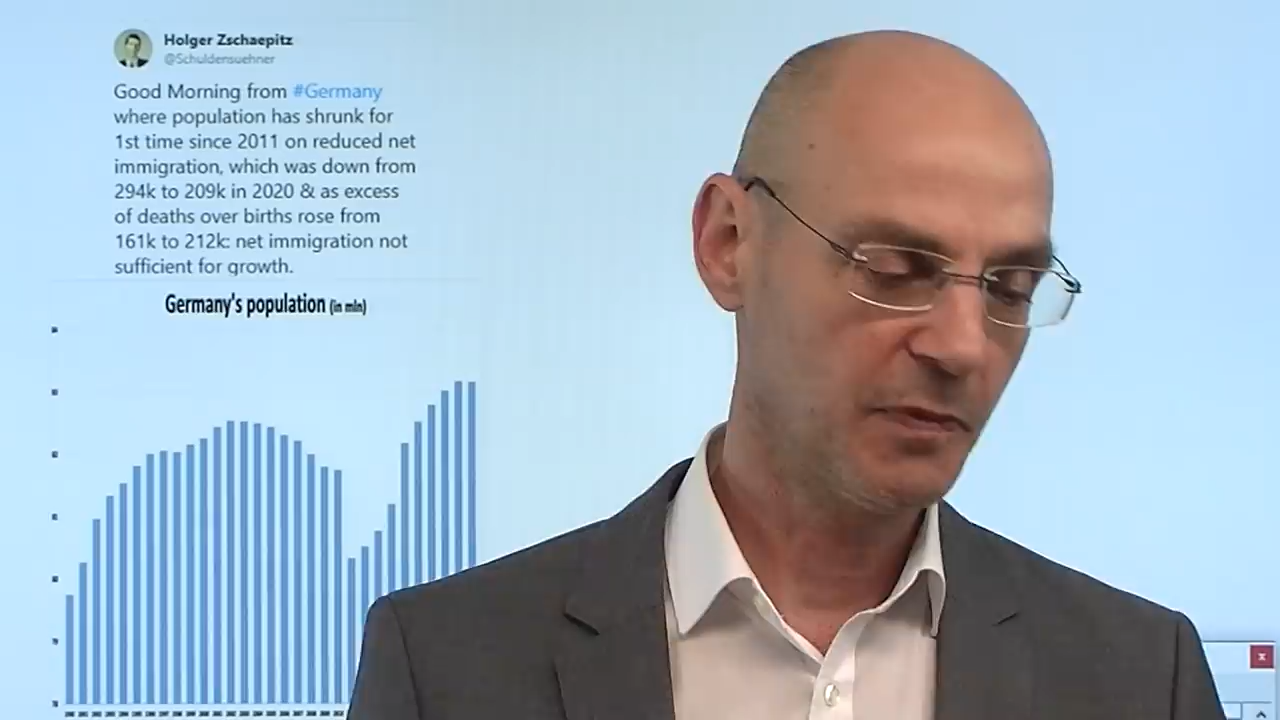 Holger Zschaepitz
@Schuldensuehner
Good Morning from #Germany
where population has shrunk for
1st time since 2011 on reduced net
immigration, which was down from
294k to 209k in 2020 & as excess
of deaths over births rose from
161k to 212k: net immigration not
sufficient for growth.
Germany's population (in mln)